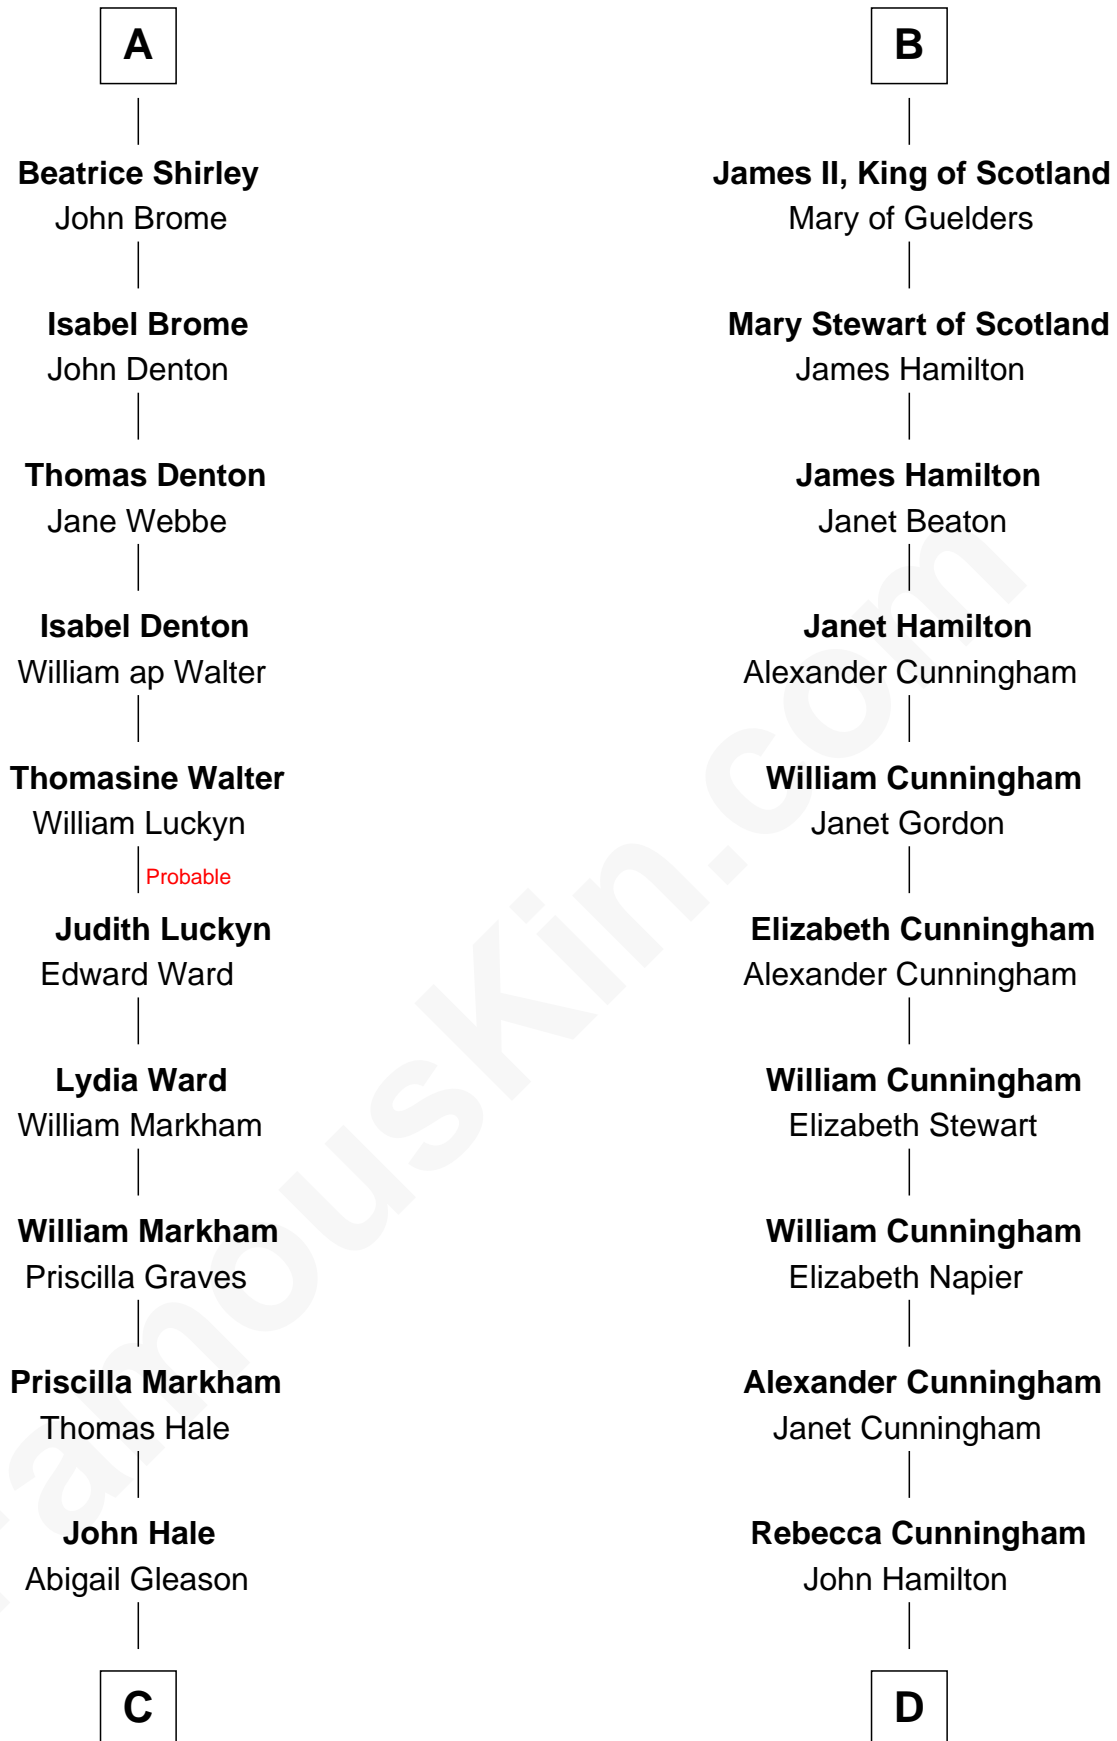 A
Beatrice Shirley
John Brome
Isabel Brome
John Denton
Thomas Denton
Jane Webbe
Isabel Denton
William ap Walter
Thomasine Walter
William Luckyn
Probable
Judith Luckyn
Edward Ward
Lydia Ward
William Markham
William Markham
Priscilla Graves
Priscilla Markham
Thomas Hale
John Hale
Abigail Gleason
C
B
James II, King of Scotland
Mary of Guelders
Mary Stewart of Scotland
James Hamilton
James Hamilton
Janet Beaton
Janet Hamilton
Alexander Cunningham
William Cunningham
Janet Gordon
Elizabeth Cunningham
Alexander Cunningham
William Cunningham
Elizabeth Stewart
William Cunningham
Elizabeth Napier
Alexander Cunningham
Janet Cunningham
Rebecca Cunningham
John Hamilton
D
FamousKin.com